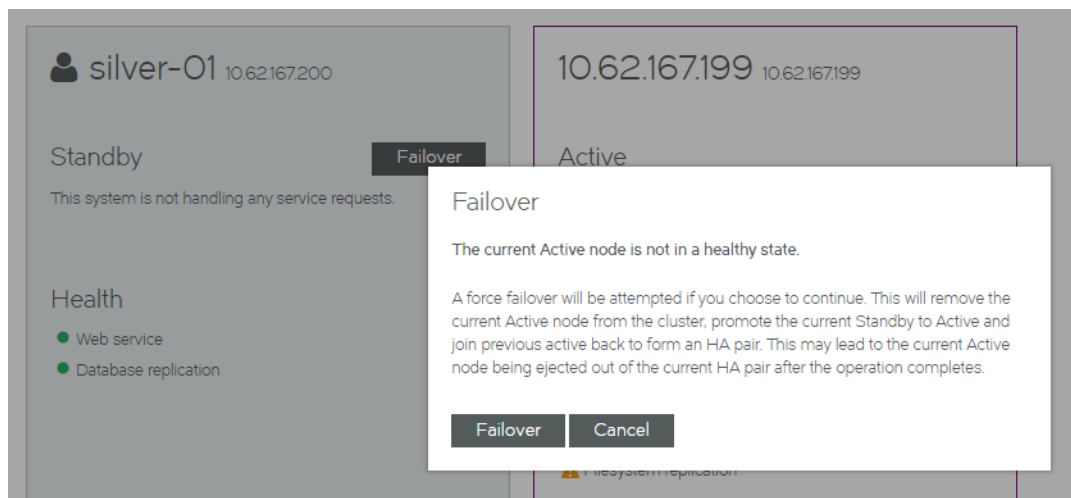 silver-01 10.62.167.200
Standby
Failover
This system is not handling any service requests.
Health
Web service
Database replication
10.62.167.199 10.62.167.199
Active
Failover
The current Active node is not in a healthy state.
A force failover will be attempted if you choose to continue. This will remove the
current Active node from the cluster, promote the current Standby to Active and
join previous active back to form an HA pair. This may lead to the current Active
node being ejected out of the current HA pair after the operation completes.
Failover
Cancel
Filesystem replication